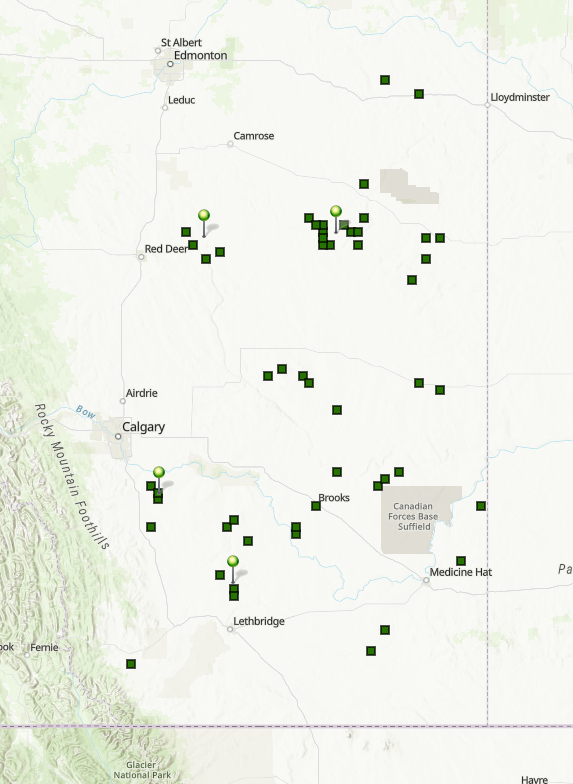 St Albert
Edmonton
Leduc
Lloydminster
Camrose
Red Deer
Airdrie
Bow
Calgary
Rocky Mountain Foothills
Brooks
Canadian
Forces Base
Suffield
Medicine Hat
Pa
Lethbridge
ook
Fernie
Glacier
National Park
Havre